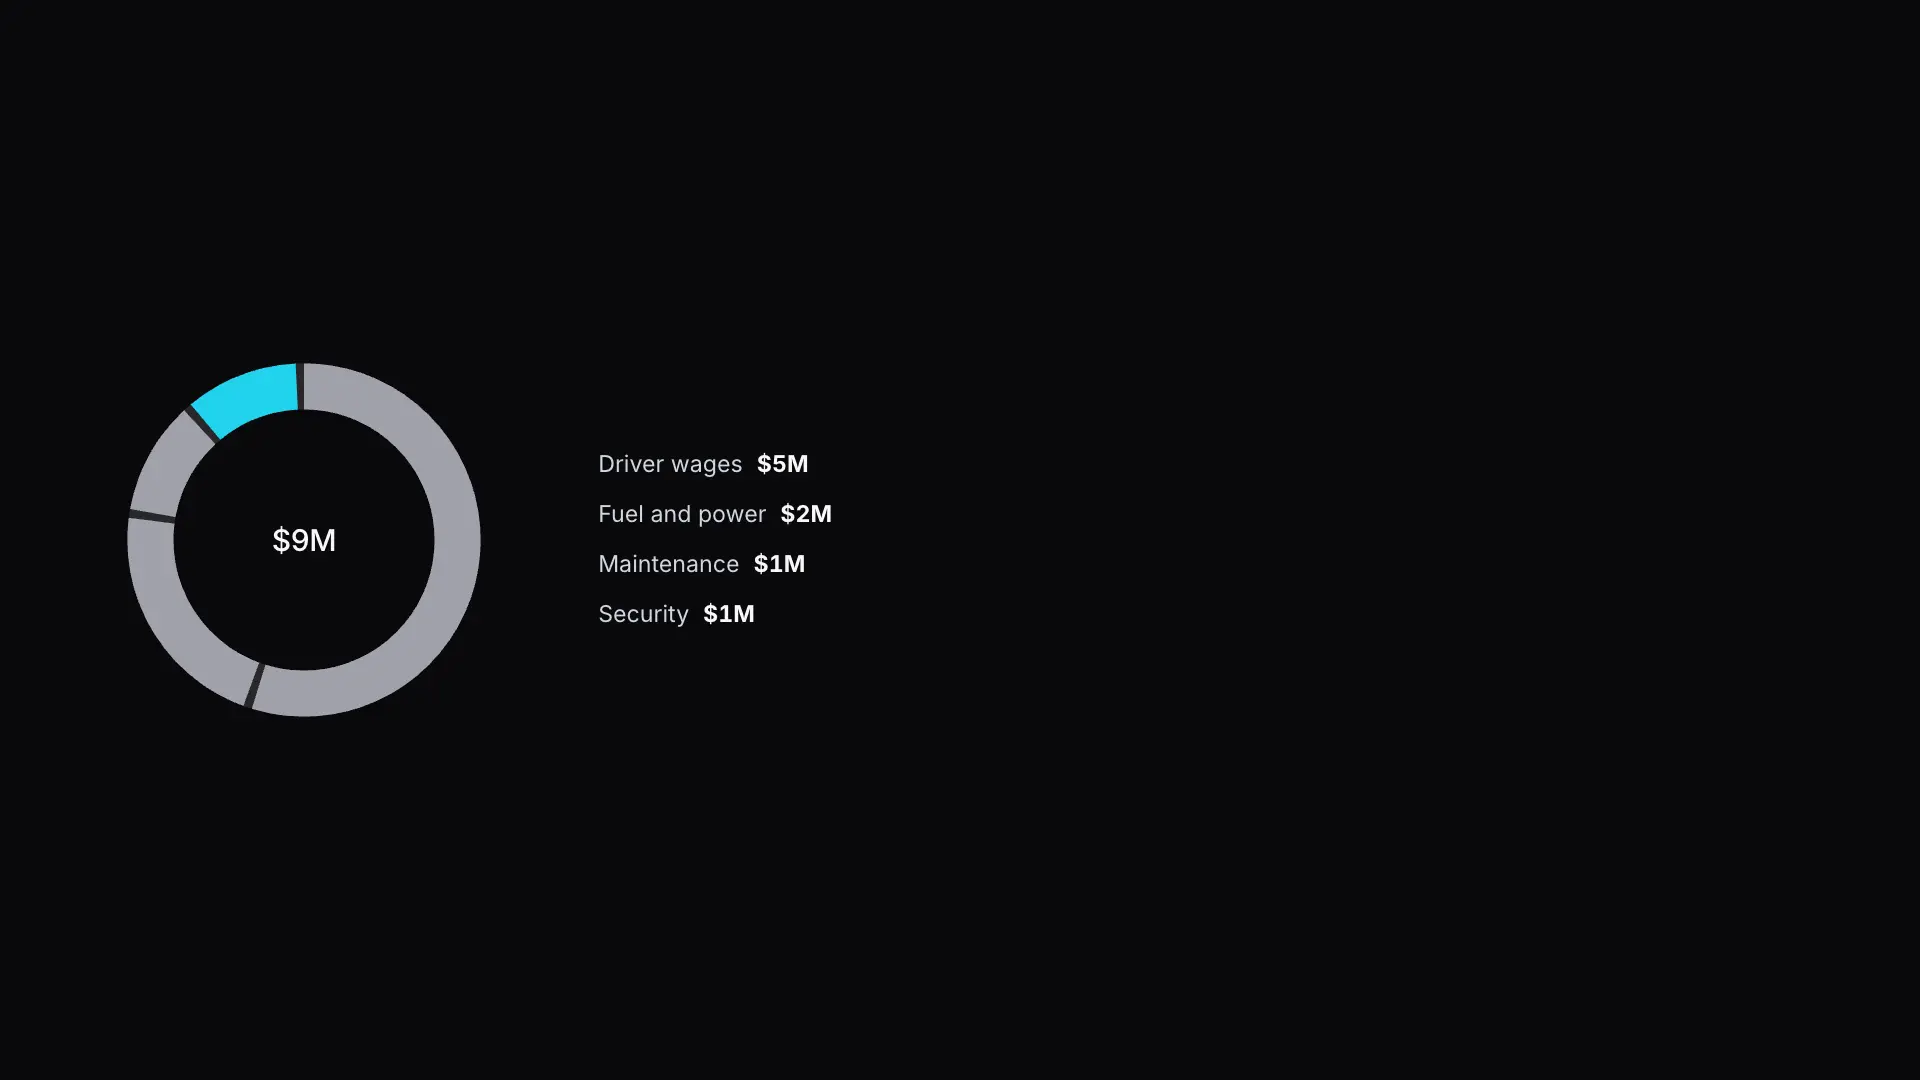 $9M
Driver wages $5M
Fuel and power $2M
Maintenance $1M
Security $1M